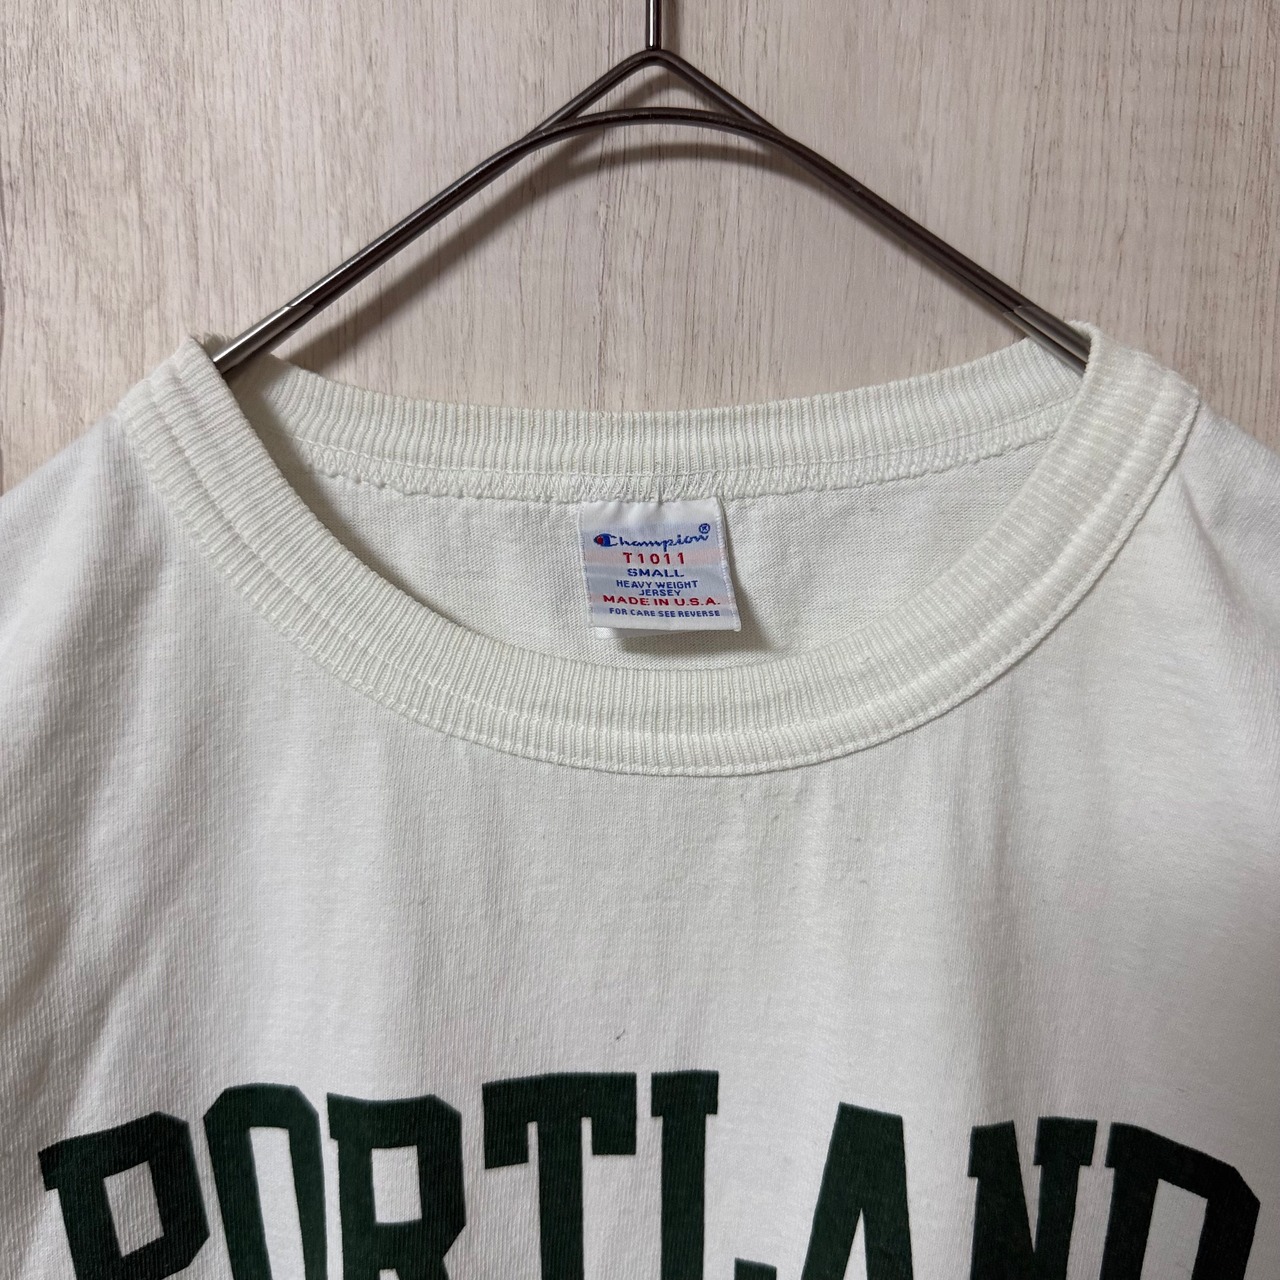 Champion®
T1011
SMALL
HEAVY WEIGHT
JERSEY
MADE IN U.S.A.
FOR CARE SEE REVERSE
PORTLAND